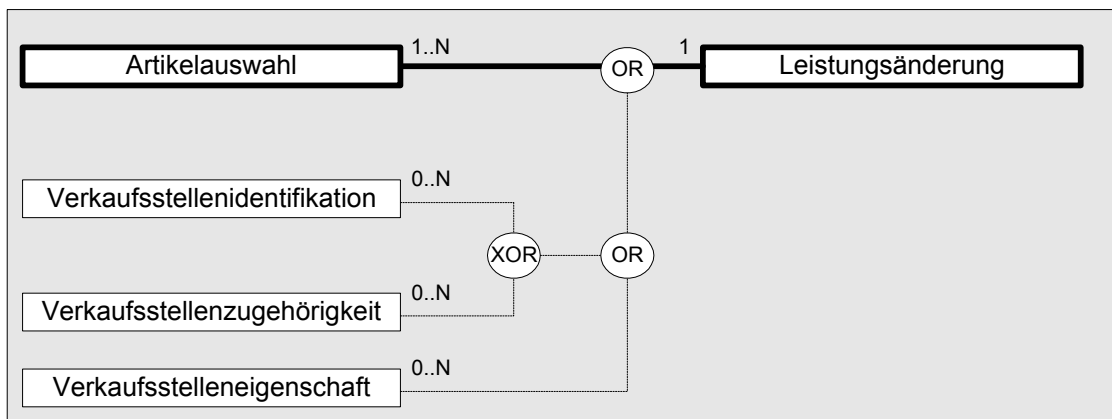 1..N 1
Artikelauswahl OR Leistungsänderung
0..N
Verkaufsstellenidentifikation
XOR OR
0..N
Verkaufsstellenzugehörigkeit
0..N
Verkaufsstelleneigenschaft